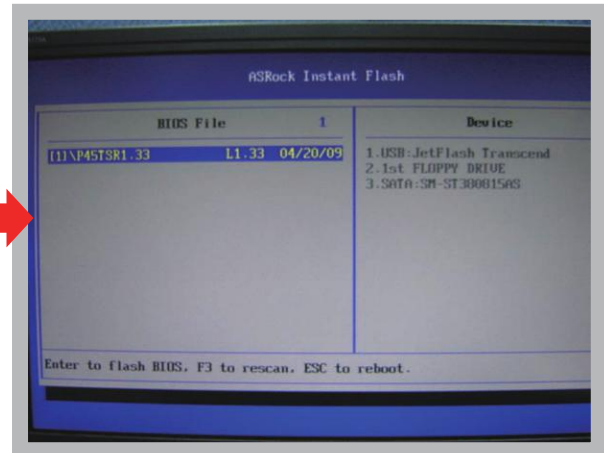 ASRock Instant Flash
BIOS File 1
[1]\P45TSR1.33 L1.33 04/20/09
Device
1.USB:JetFlash Transcend
2.1st FLOPPY DRIVE
3.SATA:SM-ST380815AS
Enter to flash BIOS, F3 to rescan, ESC to reboot.